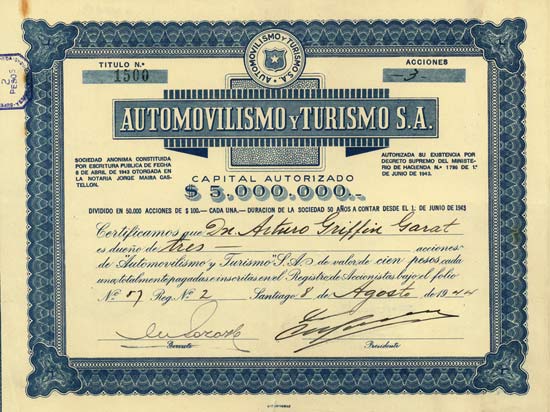 AUTOMOVILISMO Y TURISMO S.A.
TITULO N.o
1500
ACCIONES
-3-
2
PESOS
AUTOMOVILISMO Y TURISMO S.A.
SOCIEDAD ANONIMA CONSTITUIDA
POR ESCRITURA PUBLICA DE FECHA
8 DE ABRIL DE 1943 OTORGADA EN
LA NOTARIA JORGE MAIRA CAS-
TELLON.
AUTORIZADA SU EXISTENCIA POR
DECRETO SUPREMO DEL MINISTE-
RIO DE HACIENDA N.o 1786 DE 1.o
DE JUNIO DE 1943.
CAPITAL AUTORIZADO
$ 5.000.000.-
DIVIDIDO EN 50.000 ACCIONES DE $ 100.— CADA UNA.— DURACION DE LA SOCIEDAD 50 AÑOS A CONTAR DESDE EL 1. DE JUNIO DE 1943
Certificamos que Dn. Arturo Griffin Garat
es dueño de tres acciones
de "Automovilismo y Turismo" S.A. de valor de cien pesos cada
una, totalmente pagadas e inscritas en el Registro de Accionistas bajo el folio
No. 57 Reg. No. 2 Santiago 8 de Agosto de 1944
Gerente
Presidente